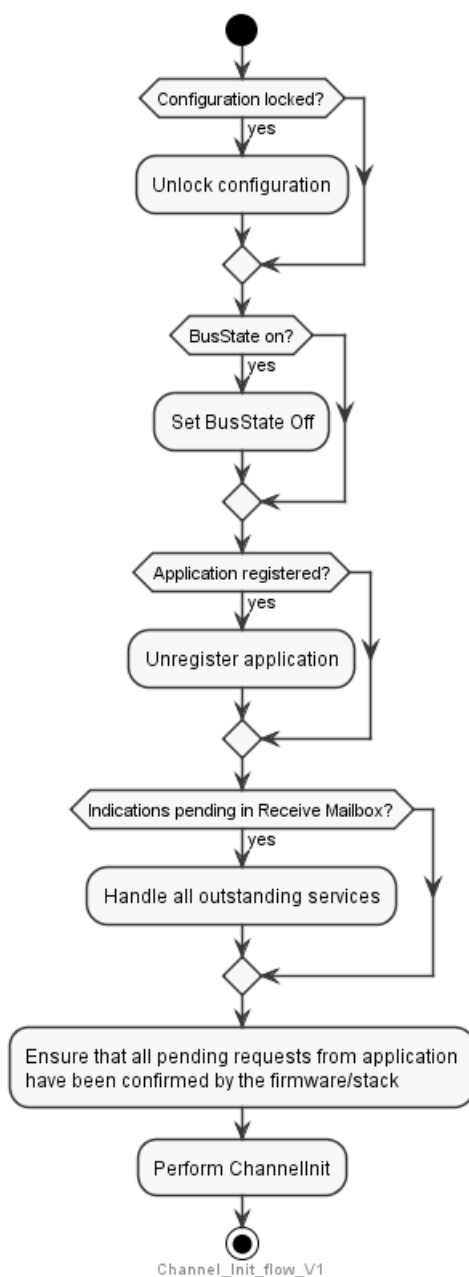 Configuration locked?
yes
Unlock configuration
BusState on?
yes
Set BusState Off
Application registered?
yes
Unregister application
Indications pending in Receive Mailbox?
yes
Handle all outstanding services
Ensure that all pending requests from application
have been confirmed by the firmware/stack
Perform ChannelInit
Channel_Init_flow_V1